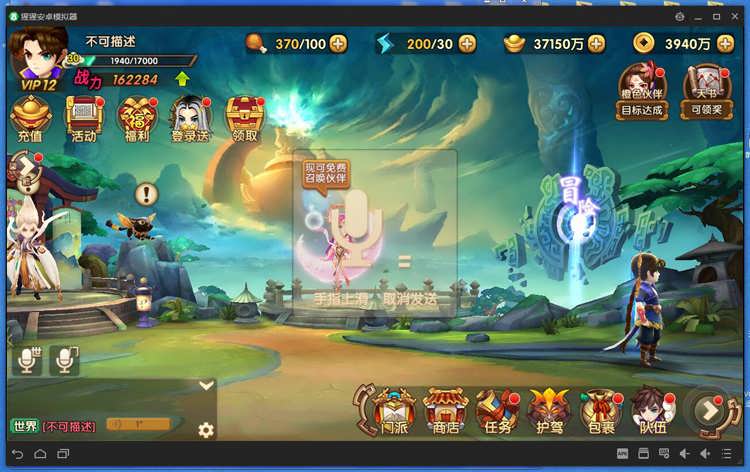 猩猩安卓模拟器
不可描述
370/100
200/30
37150万
3940万
30
1940/17000
VIP 12
战力 162284
橙色伙伴
目标达成
天书
可领奖
充值
活动
福利
登录送
领取
现可免费
召唤伙伴
冒险
手指上滑，取消发送
世
门
世界
[不可描述]
1"
门派
商店
任务
护驾
包裹
队伍